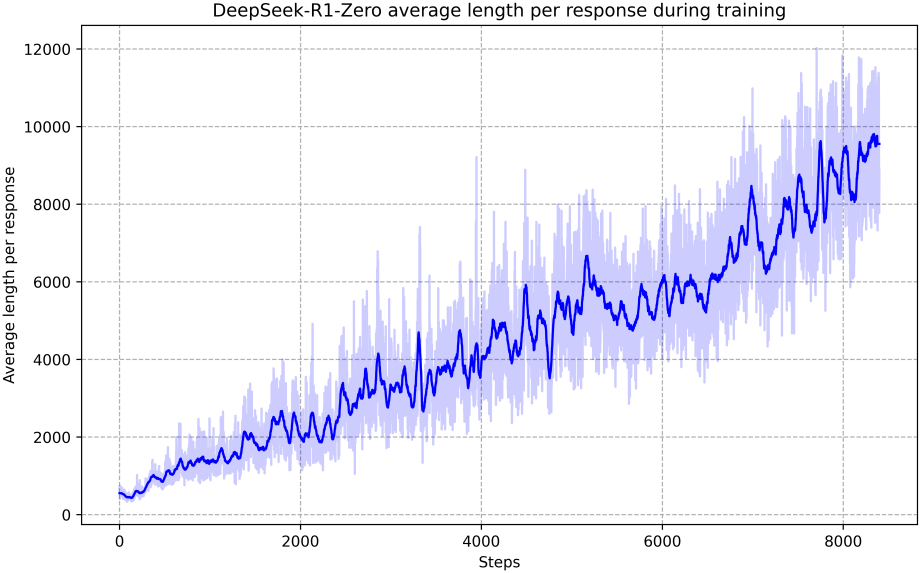 DeepSeek-R1-Zero average length per response during training
Average length per response
12000
10000
8000
6000
4000
2000
0
0 2000 4000 6000 8000
Steps